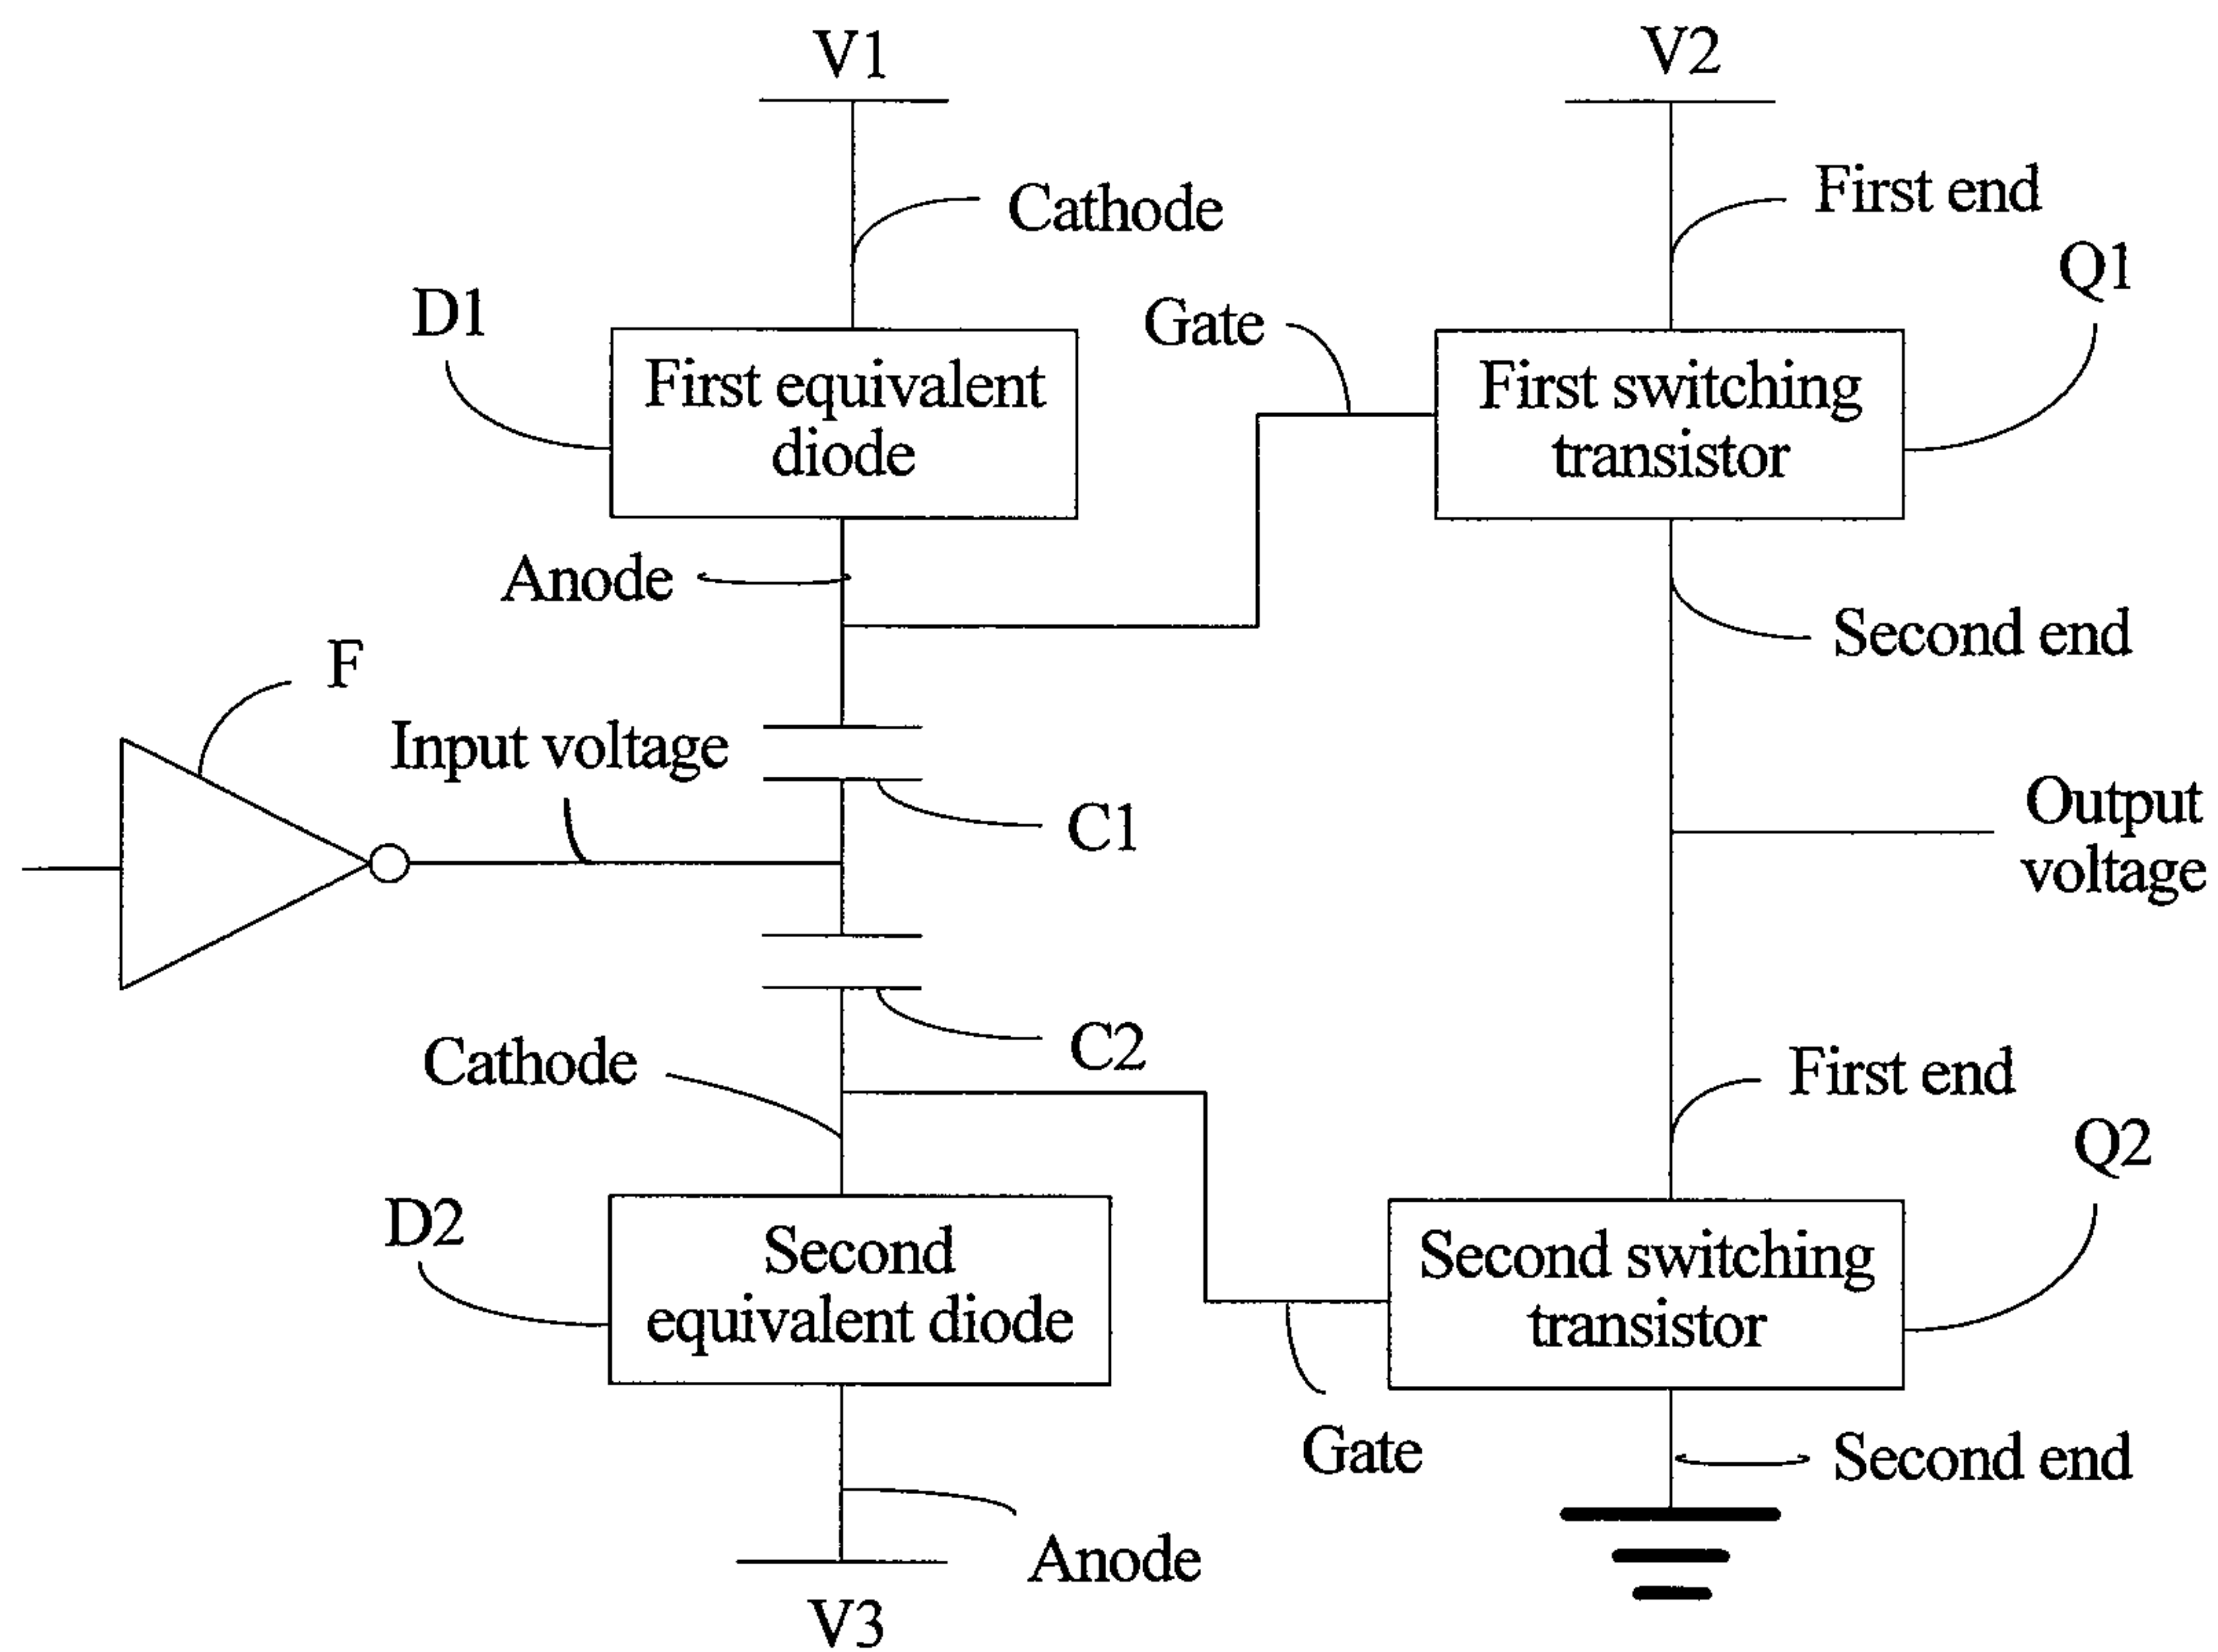 V1
V2
First end
Cathode
Q1
D1
Gate
First equivalent
diode
First switching
transistor
Anode
Second end
F
Input voltage
C1
Output
voltage
C2
Cathode
First end
Q2
D2
Second
equivalent diode
Second switching
transistor
Gate
Second end
Anode
V3